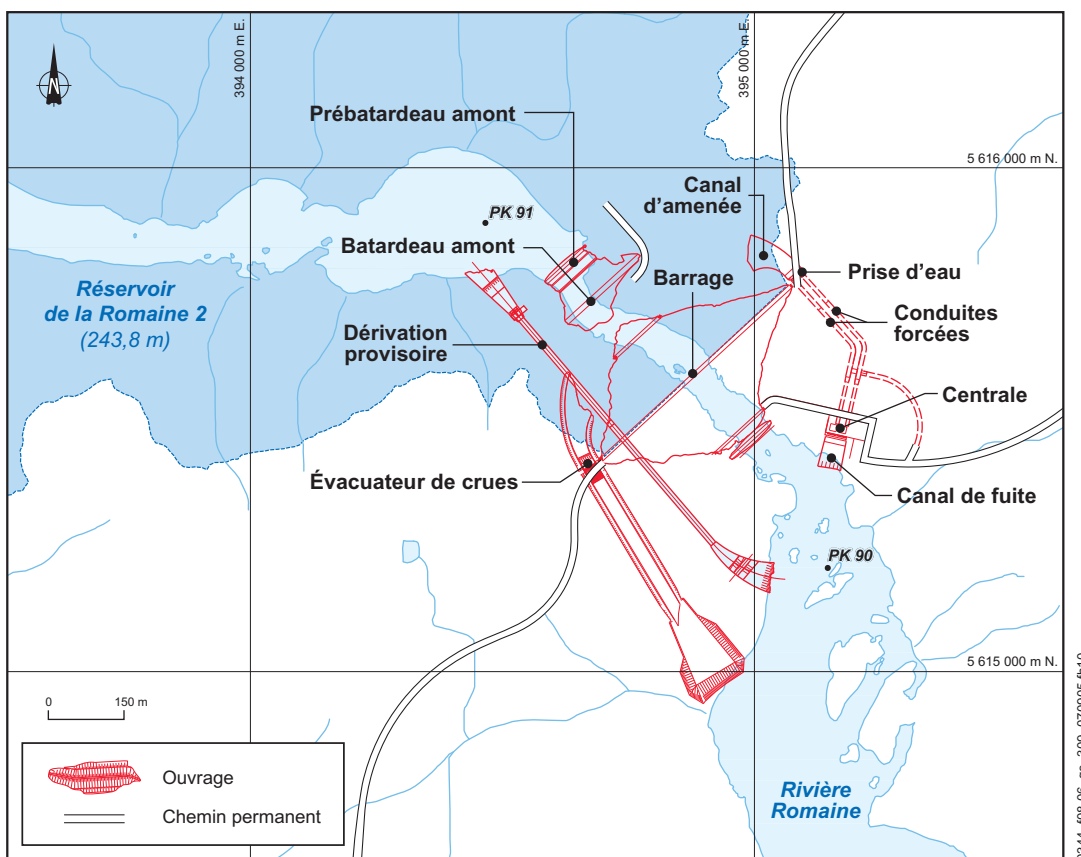 N
394 000 m E.
395 000 m E.
Prébatardeau amont
5 616 000 m N.
Canal
d'amenée
PK 91
Batardeau amont
Barrage
Prise d'eau
Réservoir
de la Romaine 2
(243,8 m)
Conduites
forcées
Dérivation
provisoire
Centrale
Évacuateur de crues
Canal de fuite
PK 90
5 615 000 m N.
0
150 m
Ouvrage
Chemin permanent
Rivière
Romaine